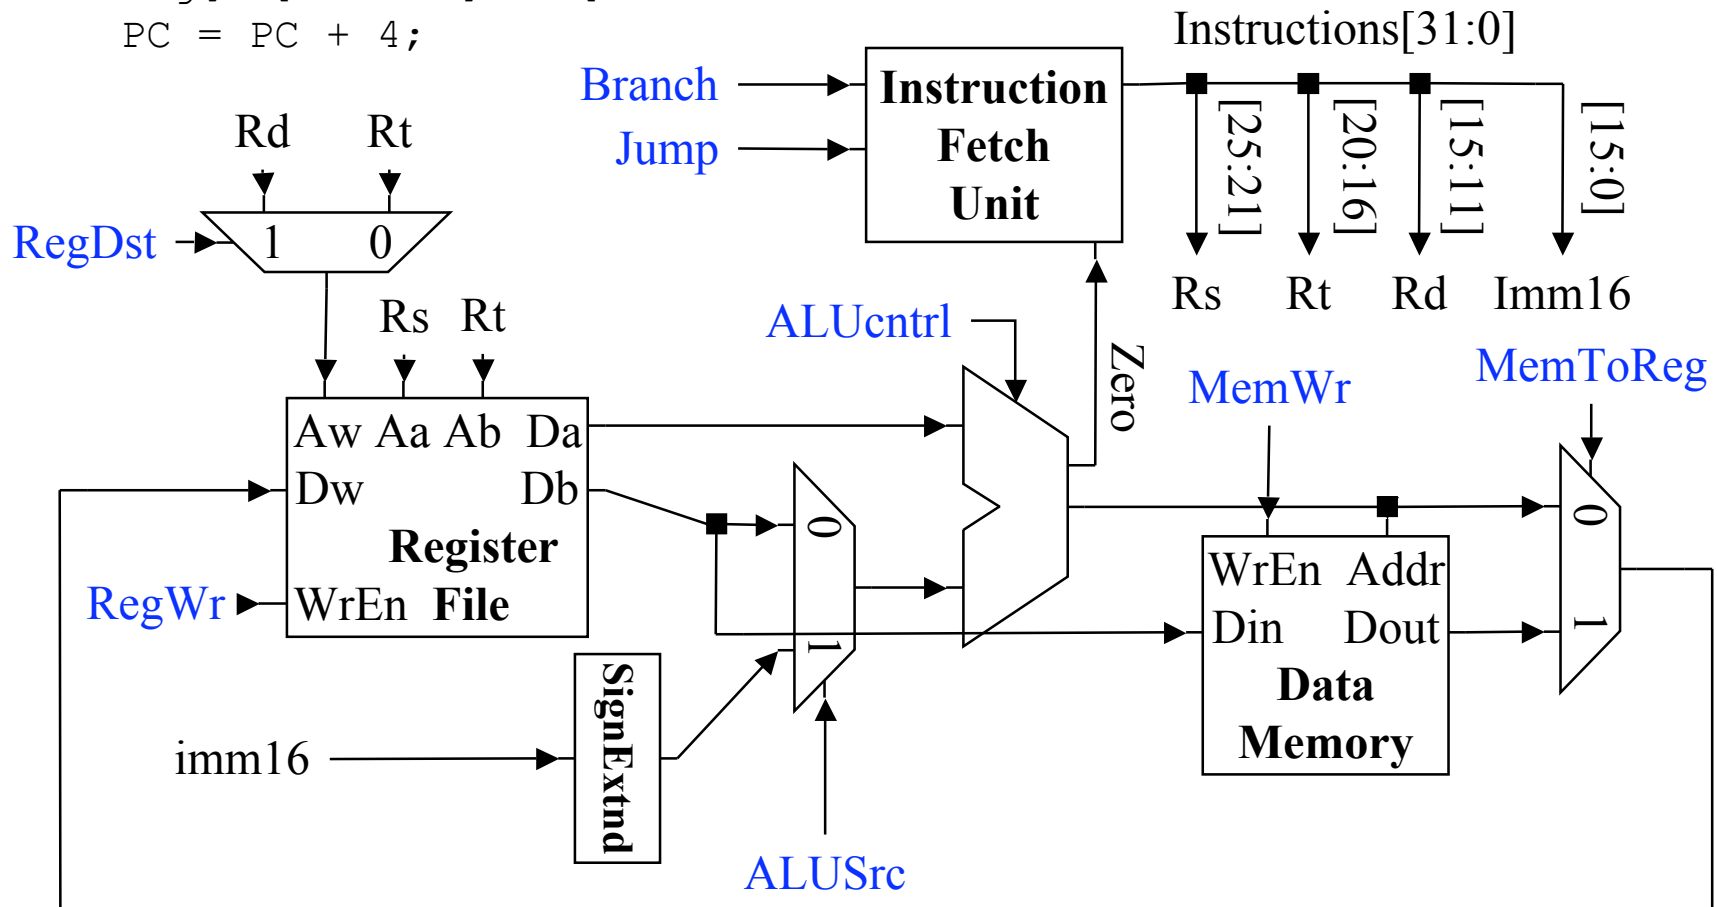 PC = PC + 4;
Instructions[31:0]
Branch
Jump
Instruction
Fetch
Unit
[25:21]
[20:16]
[15:11]
[15:0]
Rs
Rt
Rd
Imm16
Rd
Rt
RegDst
1
0
Rs
Rt
ALUcntrl
Zero
MemWr
MemToReg
Aw Aa Ab Da
Dw Db
Register
RegWr
WrEn File
0
1
WrEn Addr
Din Dout
Data
Memory
0
1
imm16
SignExtnd
ALUSrc